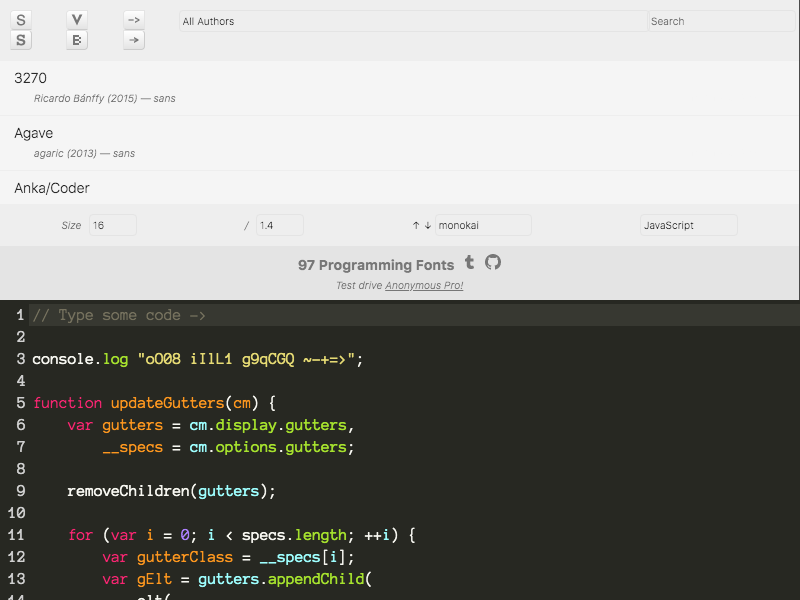 S V ->
S B →
All Authors
Search
3270
Ricardo Bánffy (2015) — sans
Agave
agaric (2013) — sans
Anka/Coder
Size 16 / 1.4 ↑ ↓ monokai JavaScript
97 Programming Fonts t
Test drive Anonymous Pro!
1 // Type some code ->
2
3 console.log "oO08 iIlL1 g9qCGQ ~-+=>";
4
5 function updateGutters(cm) {
6 var gutters = cm.display.gutters,
7 __specs = cm.options.gutters;
8
9 removeChildren(gutters);
10
11 for (var i = 0; i < specs.length; ++i) {
12 var gutterClass = __specs[i];
13 var gElt = gutters.appendChild(
14 elt(